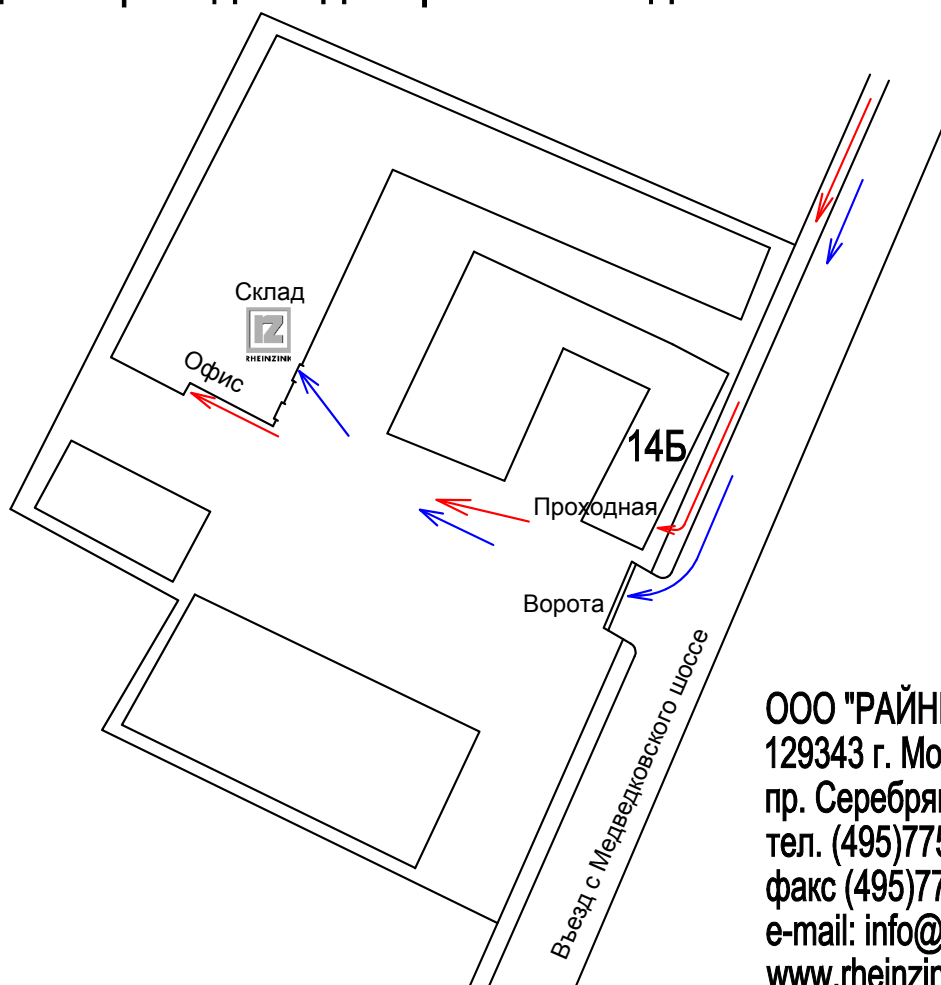 Склад
RZ
RHEINZINK
Офис
14Б
Проходная
Ворота
Въезд с Медведковского шоссе
ООО "РАЙН
129343 г. Мо
пр. Серебря
тел. (495)775
факс (495)77
e-mail: info@
www.rheinzin